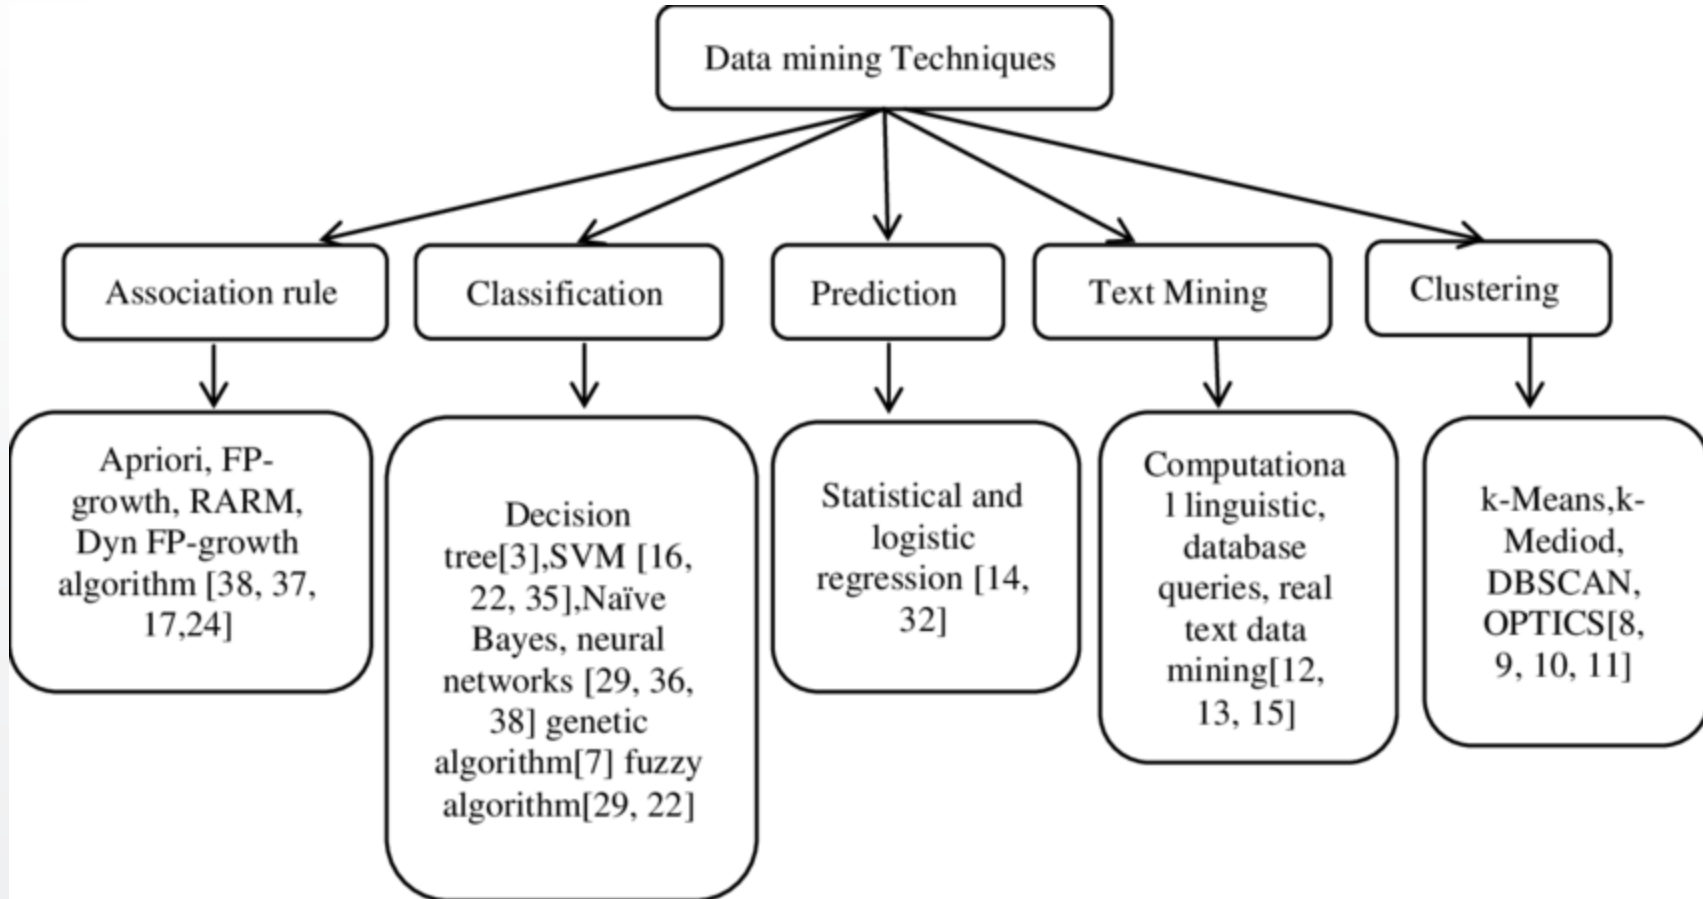 Data mining Techniques
Association rule
Classification
Prediction
Text Mining
Clustering
Apriori, FP-
growth, RARM,
Dyn FP-growth
algorithm [38, 37,
17,24]
Decision
tree[3],SVM [16,
22, 35],Naïve
Bayes, neural
networks [29, 36,
38] genetic
algorithm[7] fuzzy
algorithm[29, 22]
Statistical and
logistic
regression [14,
32]
Computationa
l linguistic,
database
queries, real
text data
mining[12,
13, 15]
k-Means,k-
Mediod,
DBSCAN,
OPTICS[8,
9, 10, 11]